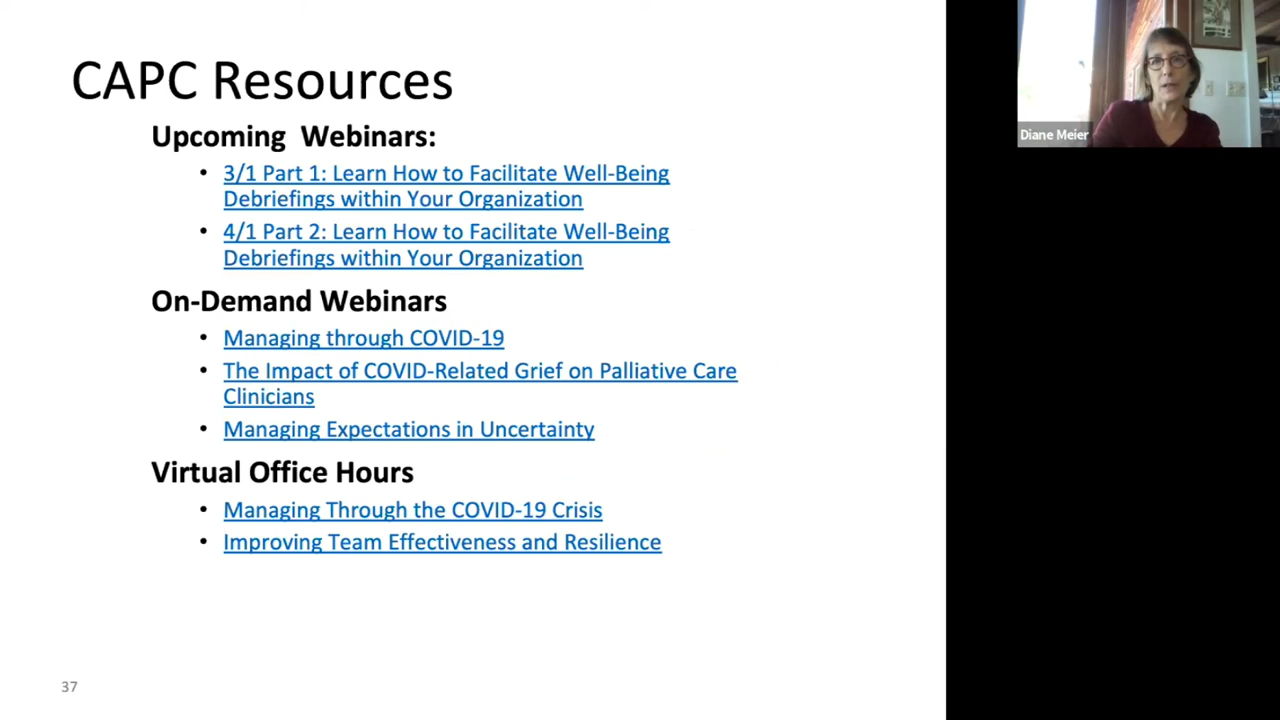 CAPC Resources
Upcoming Webinars:
• 3/1 Part 1: Learn How to Facilitate Well-Being
Debriefings within Your Organization
• 4/1 Part 2: Learn How to Facilitate Well-Being
Debriefings within Your Organization
On-Demand Webinars
• Managing through COVID-19
• The Impact of COVID-Related Grief on Palliative Care
Clinicians
• Managing Expectations in Uncertainty
Virtual Office Hours
• Managing Through the COVID-19 Crisis
• Improving Team Effectiveness and Resilience
37
Diane Meier